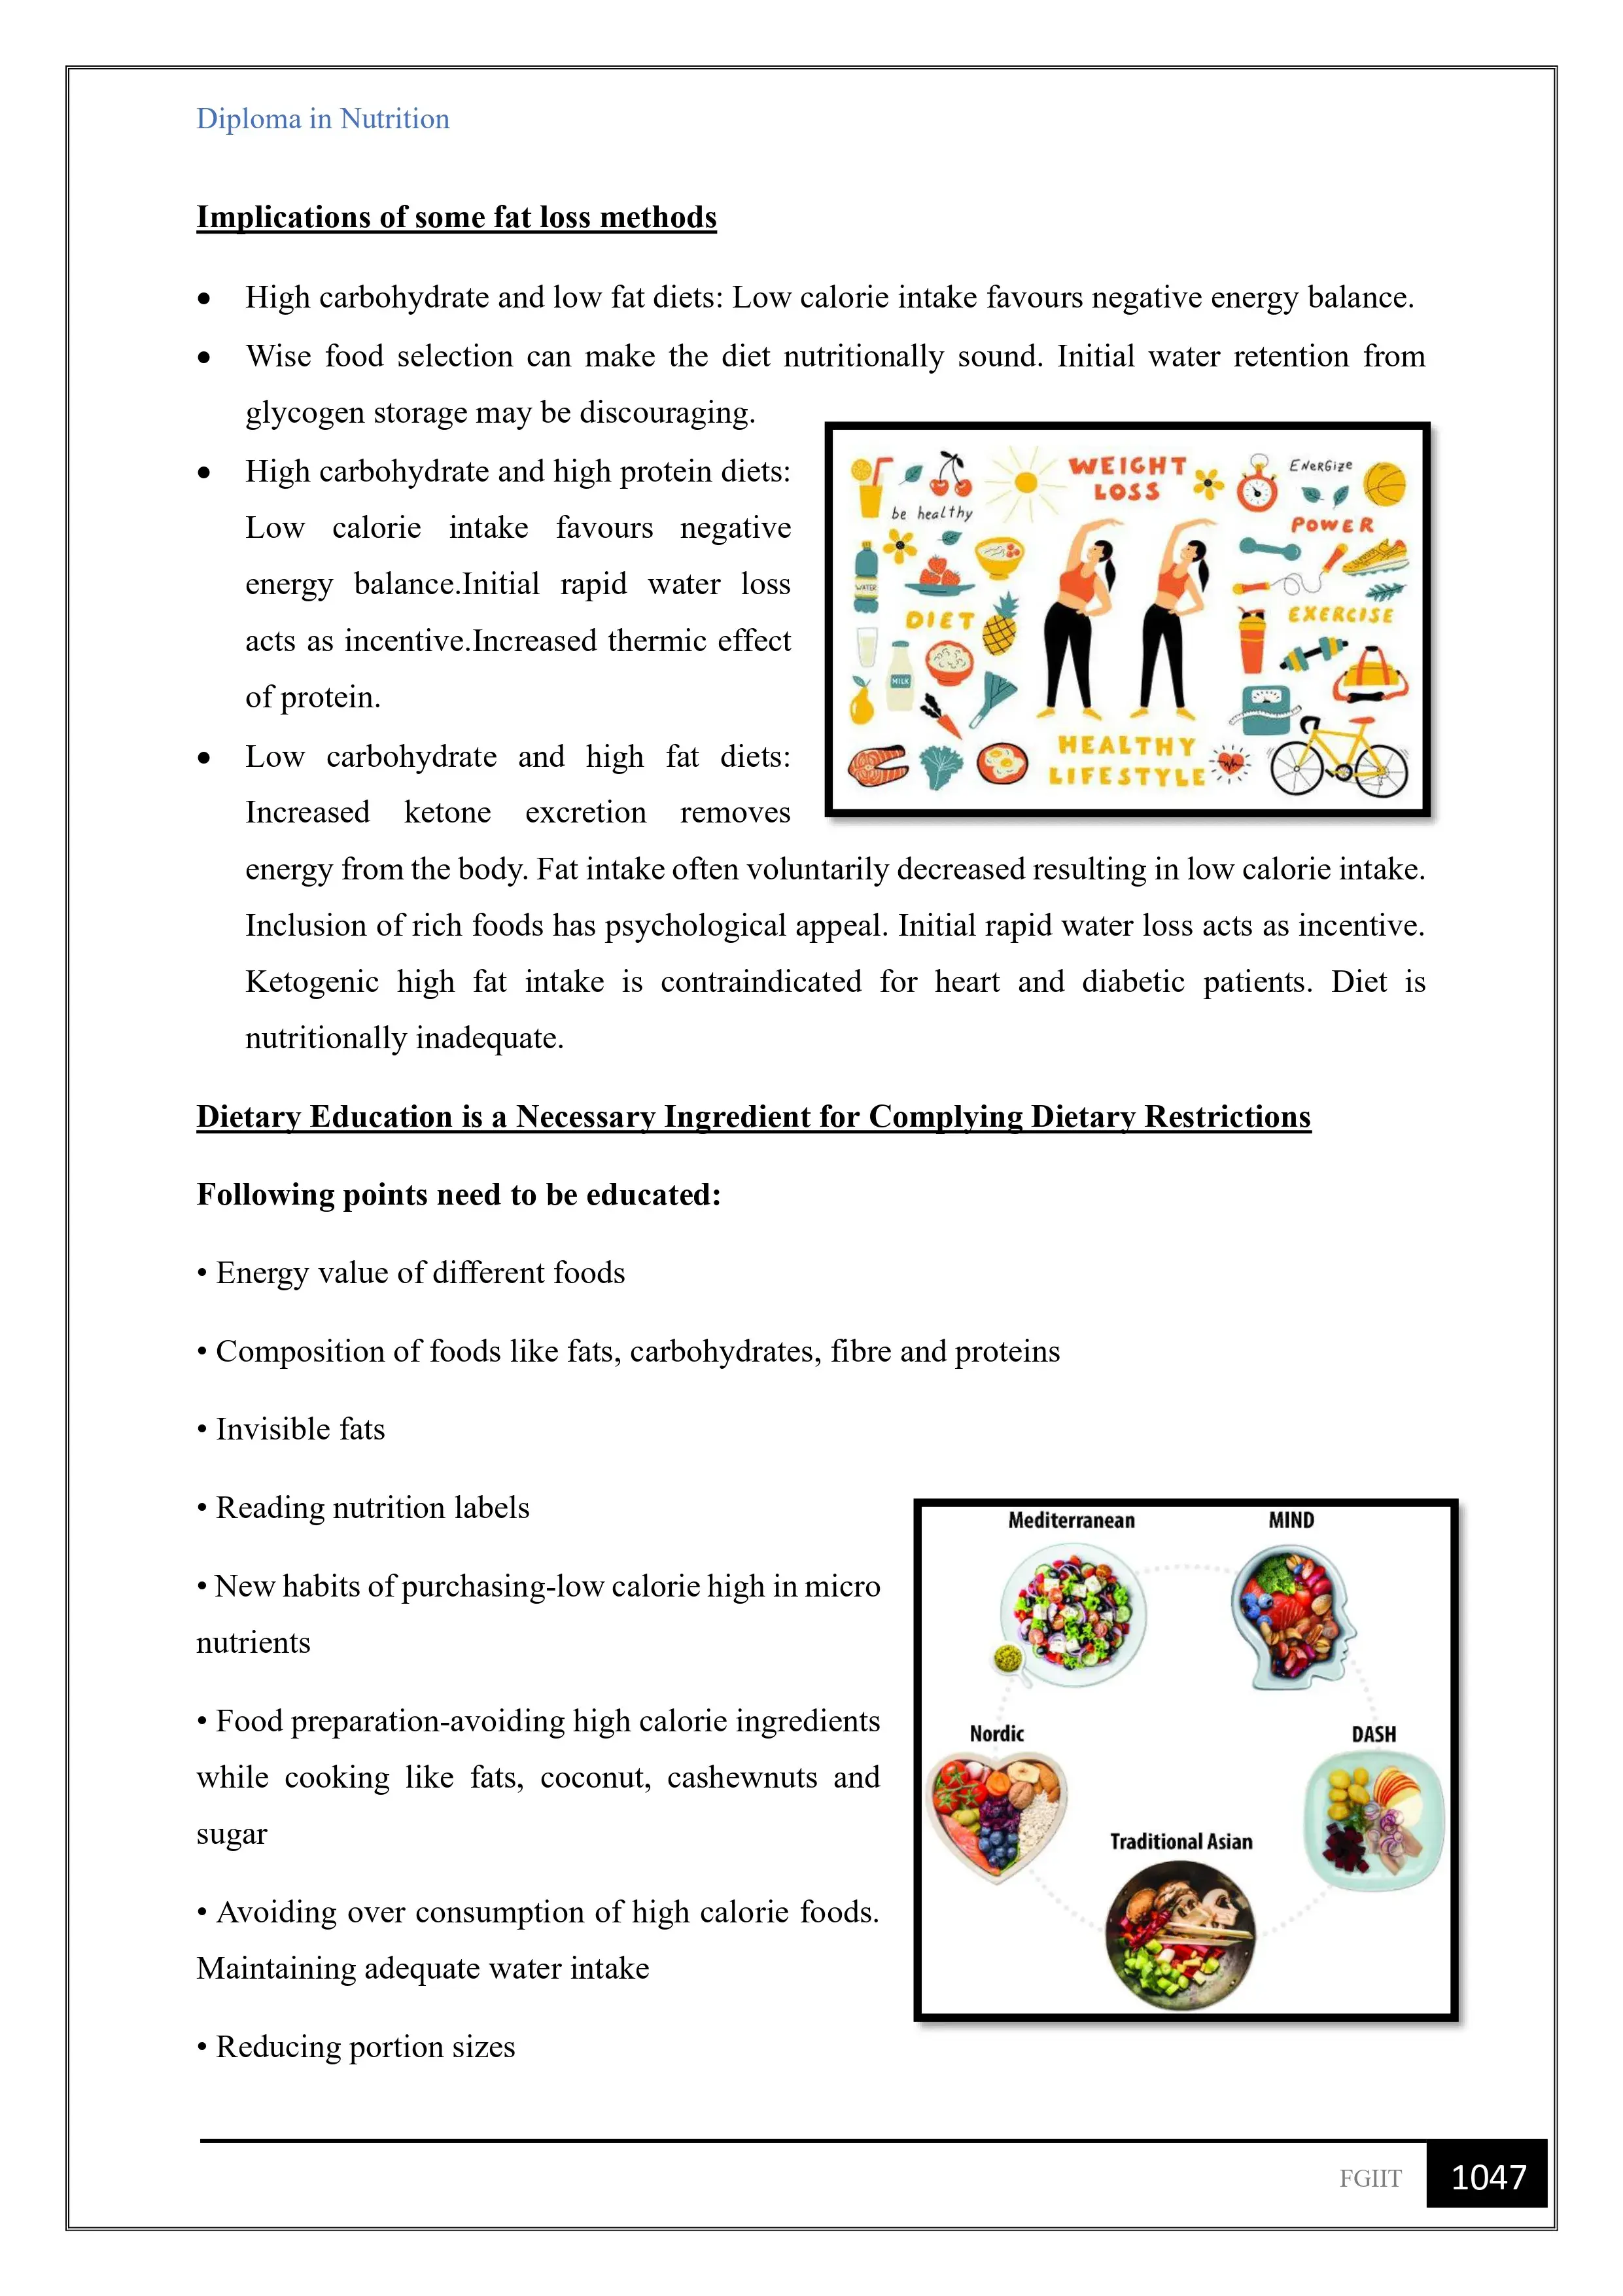 Diploma in Nutrition
Implications of some fat loss methods
• High carbohydrate and low fat diets: Low calorie intake favours negative energy balance.
• Wise food selection can make the diet nutritionally sound. Initial water retention from
glycogen storage may be discouraging.
• High carbohydrate and high protein diets:
Low calorie intake favours negative
energy balance.Initial rapid water loss
acts as incentive.Increased thermic effect
of protein.
• Low carbohydrate and high fat diets:
Increased ketone excretion removes
energy from the body. Fat intake often voluntarily decreased resulting in low calorie intake.
Inclusion of rich foods has psychological appeal. Initial rapid water loss acts as incentive.
Ketogenic high fat intake is contraindicated for heart and diabetic patients. Diet is
nutritionally inadequate.
WEIGHT
LOSS
ENERGIZE
be healthy
POWER
WATER
DIET
EXERCISE
MILK
HEALTHY
LIFESTYLE
Dietary Education is a Necessary Ingredient for Complying Dietary Restrictions
Following points need to be educated:
• Energy value of different foods
• Composition of foods like fats, carbohydrates, fibre and proteins
• Invisible fats
• Reading nutrition labels
• New habits of purchasing-low calorie high in micro
nutrients
• Food preparation-avoiding high calorie ingredients
while cooking like fats, coconut, cashewnuts and
sugar
• Avoiding over consumption of high calorie foods.
Maintaining adequate water intake
• Reducing portion sizes
Mediterranean
MIND
Nordic
DASH
Traditional Asian
FGIIT
1047